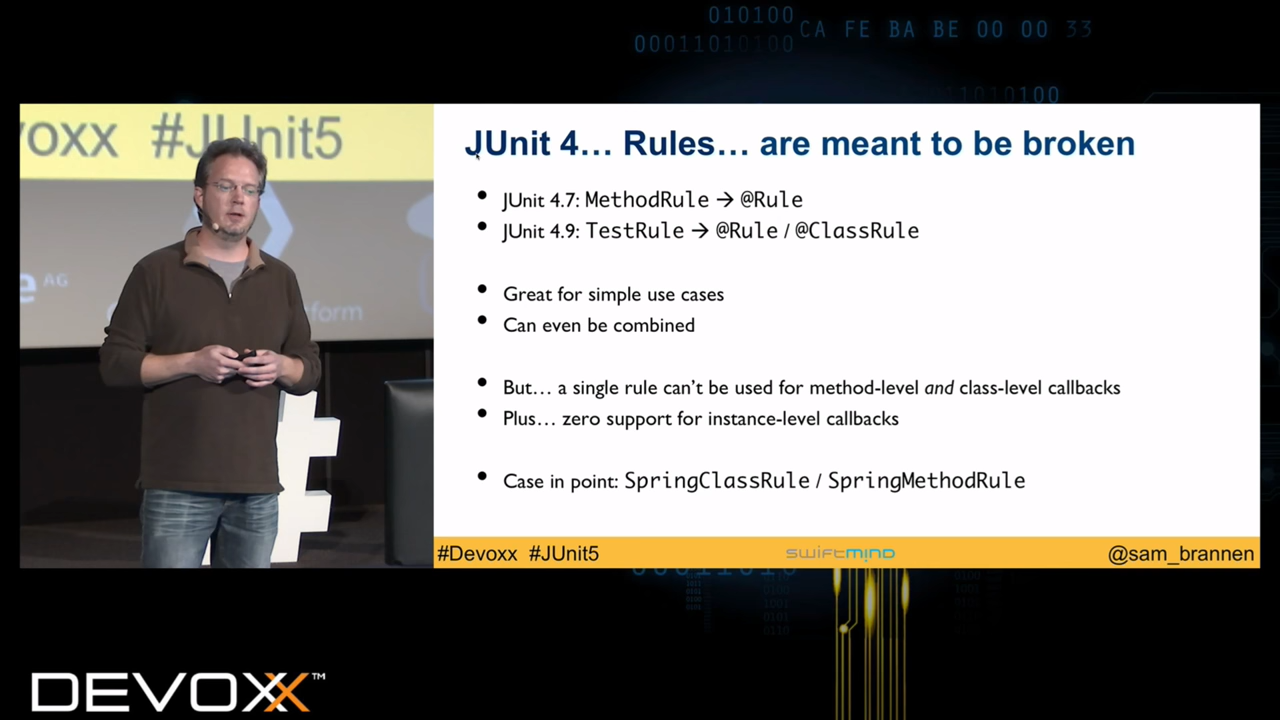 010100
00011010100
CA FE BA BE 00 00 33
1010100
voxx #JUnit5
JUnit 4… Rules… are meant to be broken
• JUnit 4.7: MethodRule → @Rule
• JUnit 4.9: TestRule → @Rule / @ClassRule
• Great for simple use cases
• Can even be combined
• But… a single rule can’t be used for method-level and class-level callbacks
• Plus… zero support for instance-level callbacks
• Case in point: SpringClassRule / SpringMethodRule
e AG
form
#Devoxx #JUnit5
swiftmind
@sam_brannen
DEVOXX™